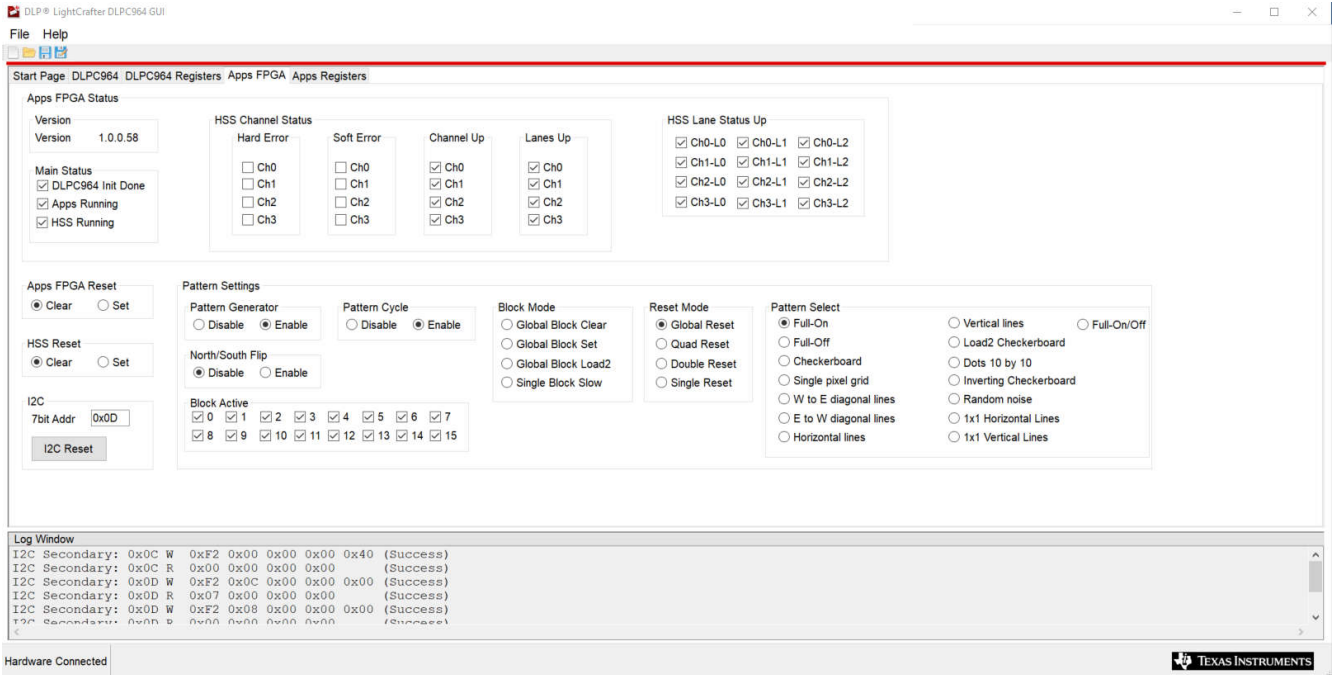 DLP® LightCrafter DLPC964 GUI
File Help
Start Page DLPC964 DLPC964 Registers Apps FPGA Apps Registers
Apps FPGA Status
Version
Version 1.0.0.58
Main Status
DLPC964 Init Done
Apps Running
HSS Running
HSS Channel Status
Hard Error
Ch0
Ch1
Ch2
Ch3
Soft Error
Ch0
Ch1
Ch2
Ch3
Channel Up
Ch0
Ch1
Ch2
Ch3
Lanes Up
Ch0
Ch1
Ch2
Ch3
HSS Lane Status Up
Ch0-L0 Ch0-L1 Ch0-L2
Ch1-L0 Ch1-L1 Ch1-L2
Ch2-L0 Ch2-L1 Ch2-L2
Ch3-L0 Ch3-L1 Ch3-L2
Apps FPGA Reset
Clear Set
HSS Reset
Clear Set
I2C
7bit Addr 0x0D
I2C Reset
Pattern Settings
Pattern Generator
Disable Enable
Pattern Cycle
Disable Enable
North/South Flip
Disable Enable
Block Active
0 1 2 3 4 5 6 7
8 9 10 11 12 13 14 15
Block Mode
Global Block Clear
Global Block Set
Global Block Load2
Single Block Slow
Reset Mode
Global Reset
Quad Reset
Double Reset
Single Reset
Pattern Select
Full-On
Full-Off
Checkerboard
Single pixel grid
W to E diagonal lines
E to W diagonal lines
Horizontal lines
Vertical lines
Load2 Checkerboard
Dots 10 by 10
Inverting Checkerboard
Random noise
1x1 Horizontal Lines
1x1 Vertical Lines
Full-On/Off
Log Window
I2C Secondary: 0x0C W 0xF2 0x00 0x00 0x00 0x40 (Success)
I2C Secondary: 0x0C R 0x00 0x00 0x00 0x00 (Success)
I2C Secondary: 0x0D W 0xF2 0x0C 0x00 0x00 0x00 (Success)
I2C Secondary: 0x0D R 0x07 0x00 0x00 0x00 (Success)
I2C Secondary: 0x0D W 0xF2 0x08 0x00 0x00 0x00 (Success)
I2C Secondary: 0x0D R 0x00 0x00 0x00 0x00 (Success)
Hardware Connected
TEXAS INSTRUMENTS